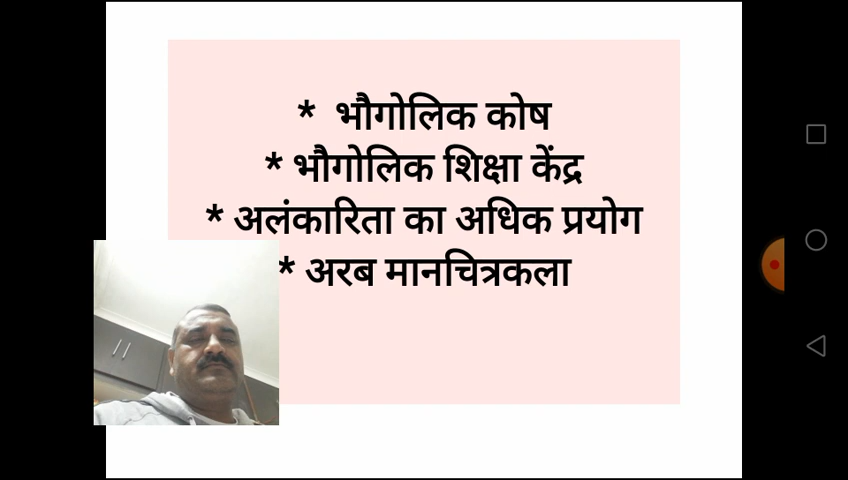 * भौगोलिक कोष
* भौगोलिक शिक्षा केंद्र
* अलंकारिता का अधिक प्रयोग
* अरब मानचित्रकला